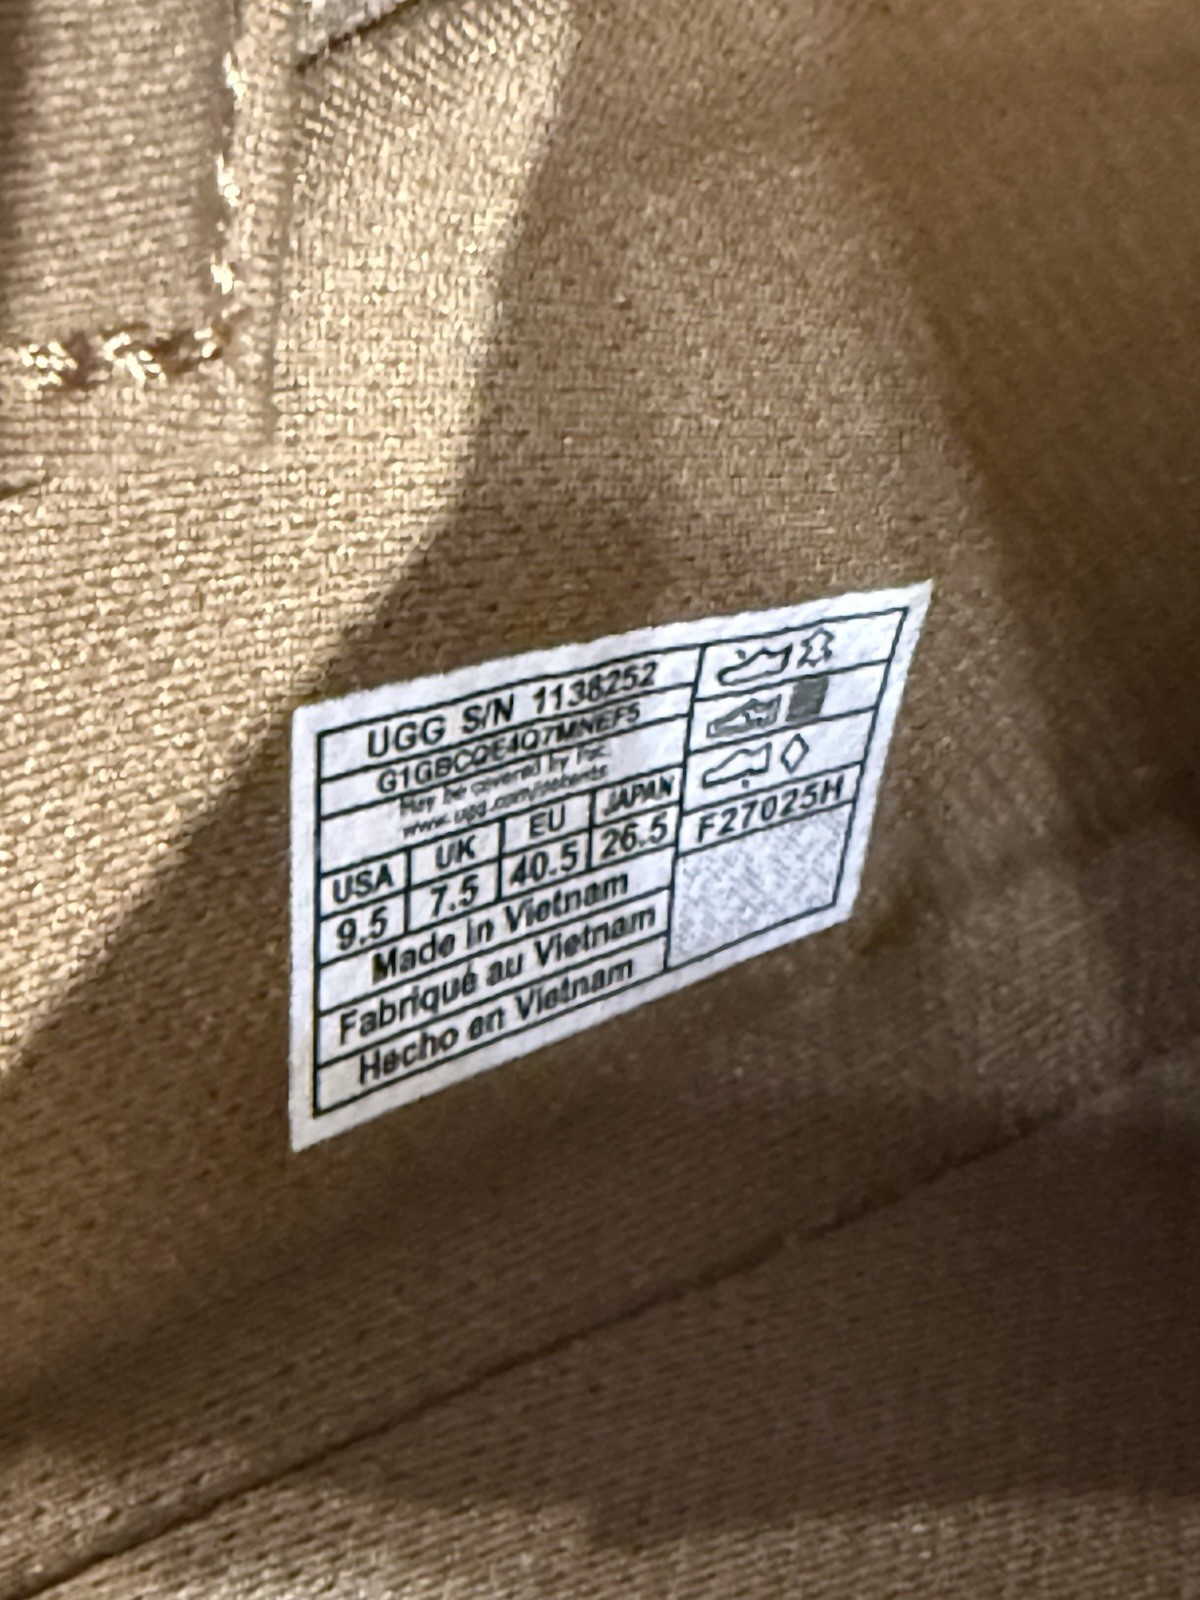 UGG S/N 1138252
G1GBCQE4Q7MNEF5
May be covered by Pat.
www.ugg.com/patents
USA UK EU JAPAN
9.5 7.5 40.5 26.5
Made in Vietnam
Fabriqué au Vietnam
Hecho en Vietnam
F27025H